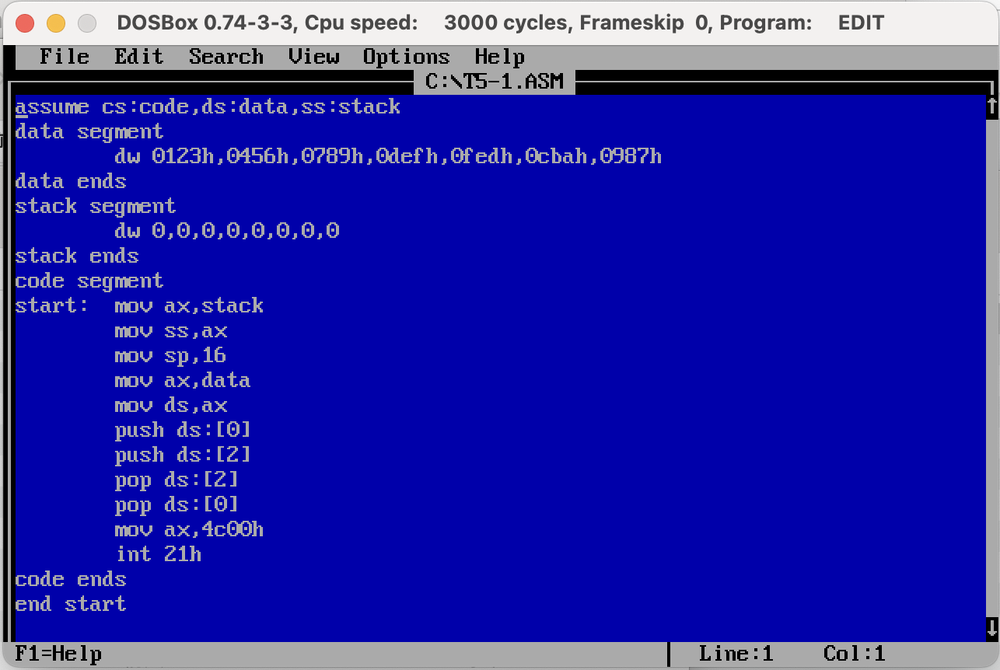 DOSBox 0.74-3-3, Cpu speed: 3000 cycles, Frameskip 0, Program: EDIT
File Edit Search View Options Help
C:\T5-1.ASM
assume cs:code,ds:data,ss:stack
data segment
        dw 0123h,0456h,0789h,0defh,0fedh,0cbah,0987h
data ends
stack segment
        dw 0,0,0,0,0,0,0,0
stack ends
code segment
start:  mov ax,stack
        mov ss,ax
        mov sp,16
        mov ax,data
        mov ds,ax
        push ds:[0]
        push ds:[2]
        pop ds:[2]
        pop ds:[0]
        mov ax,4c00h
        int 21h
code ends
end start
F1=Help Line:1 Col:1